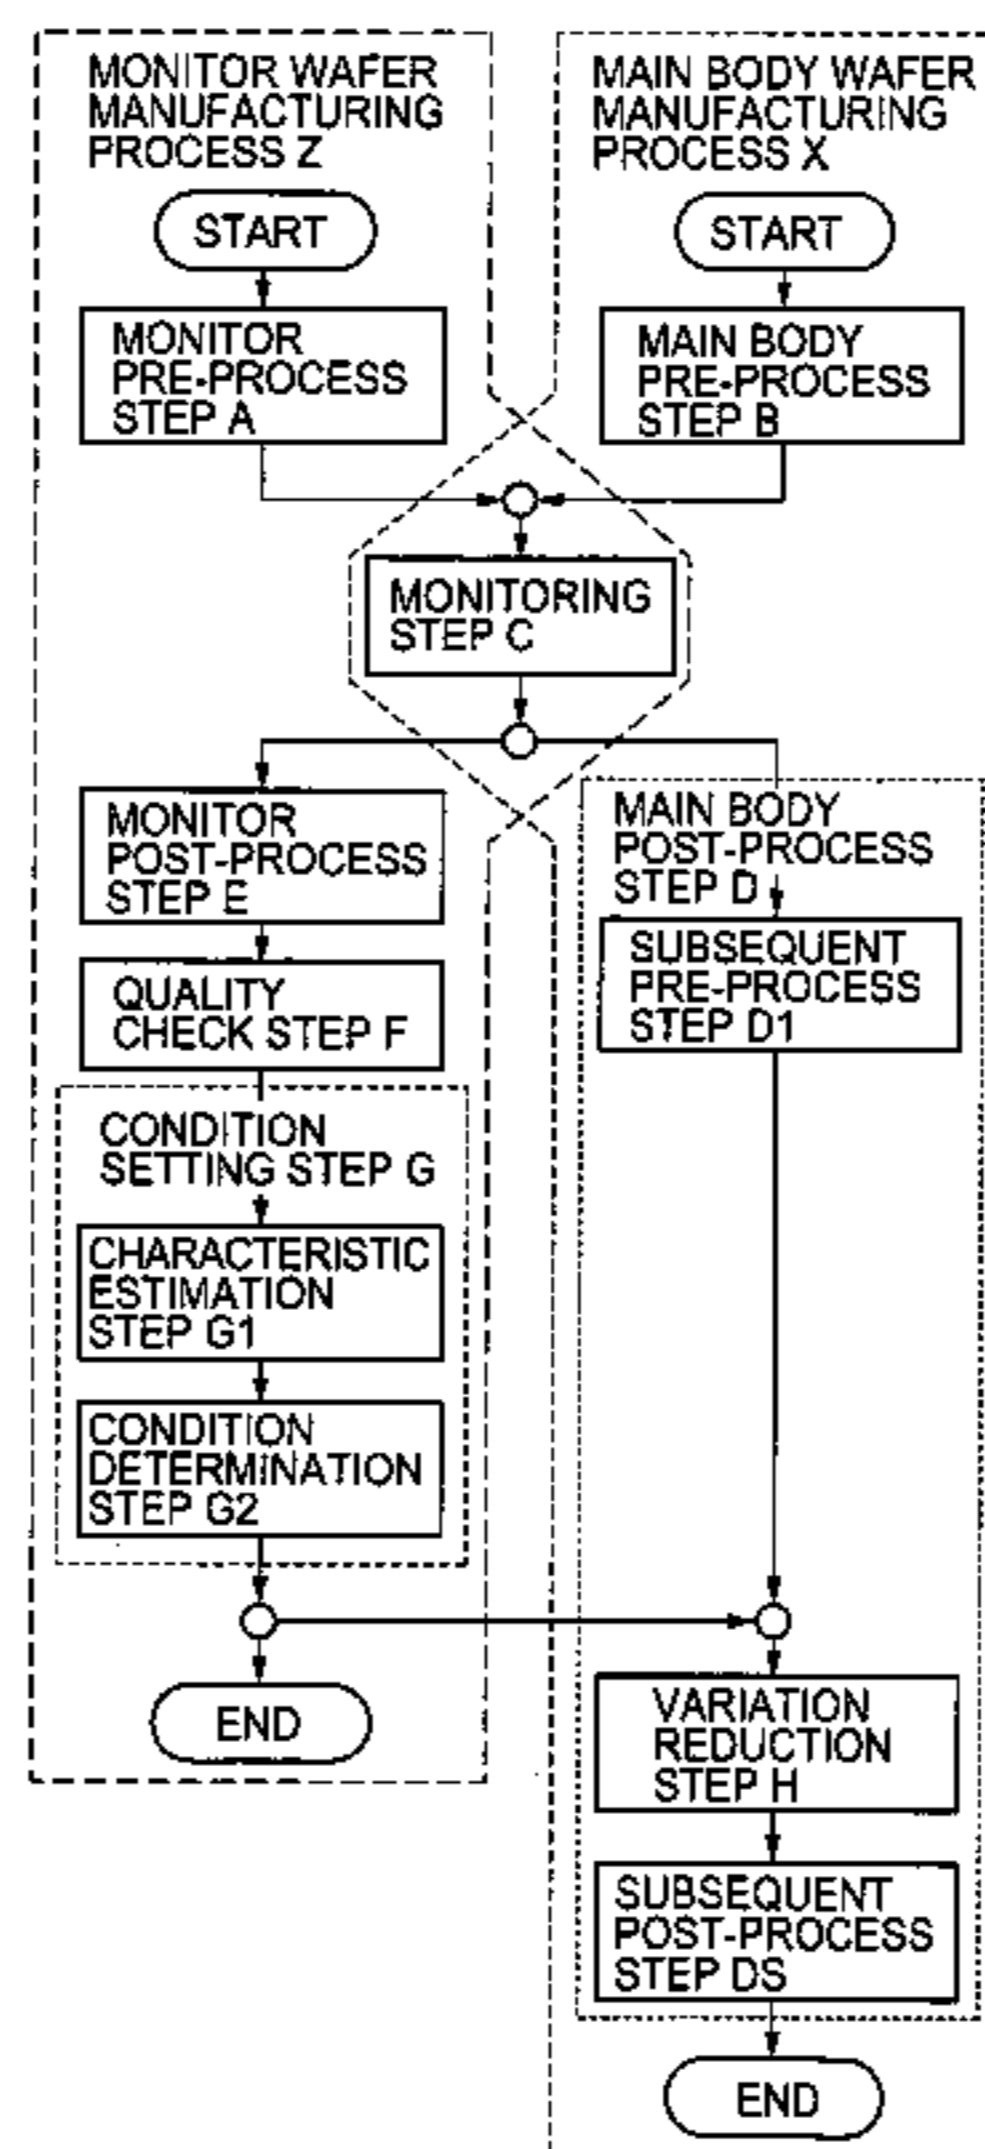 MONITOR WAFER
MANUFACTURING
PROCESS Z
START
MONITOR
PRE-PROCESS
STEP A
MAIN BODY WAFER
MANUFACTURING
PROCESS X
START
MAIN BODY
PRE-PROCESS
STEP B
MONITORING
STEP C
MONITOR
POST-PROCESS
STEP E
QUALITY
CHECK STEP F
CONDITION
SETTING STEP G
CHARACTERISTIC
ESTIMATION
STEP G1
CONDITION
DETERMINATION
STEP G2
END
MAIN BODY
POST-PROCESS
STEP D
SUBSEQUENT
PRE-PROCESS
STEP D1
VARIATION
REDUCTION
STEP H
SUBSEQUENT
POST-PROCESS
STEP DS
END